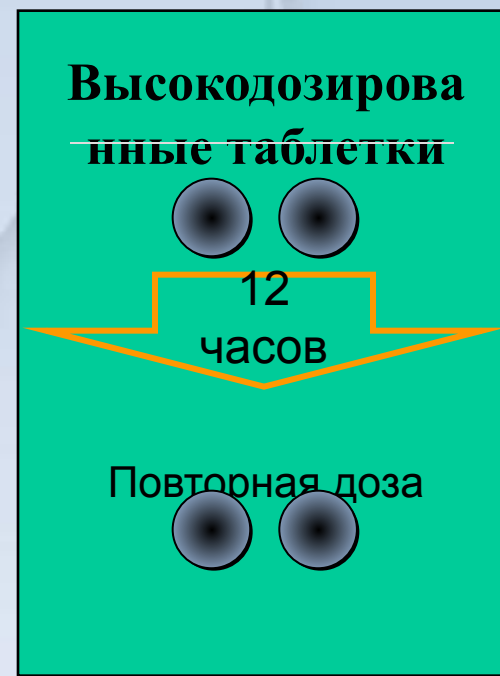 Высокодозирова
нные таблетки
12
часов
Повторная доза